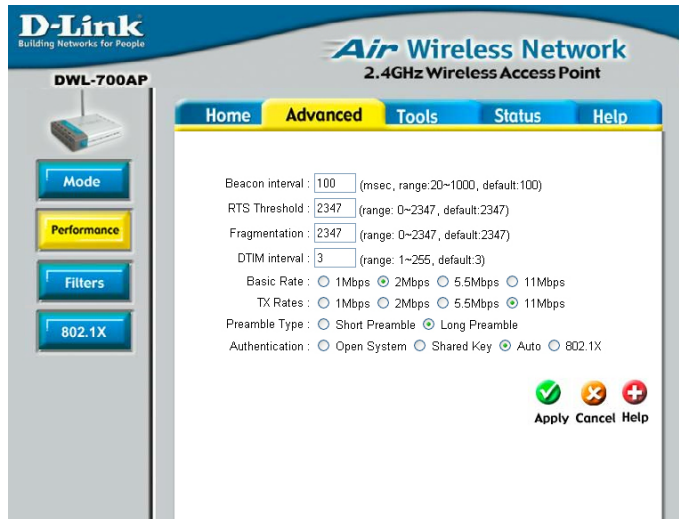 D-Link
Building Networks for People
Air Wireless Network
2.4GHz Wireless Access Point
DWL-700AP
Home Advanced Tools Status Help
Mode
Performance
Filters
802.1X
Beacon interval : 100 (msec, range:20~1000, default:100)
RTS Threshold : 2347 (range: 0~2347, default:2347)
Fragmentation : 2347 (range: 0~2347, default:2347)
DTIM interval : 3 (range: 1~255, default:3)
Basic Rate : 1Mbps 2Mbps 5.5Mbps 11Mbps
TX Rates : 1Mbps 2Mbps 5.5Mbps 11Mbps
Preamble Type : Short Preamble Long Preamble
Authentication : Open System Shared Key Auto 802.1X
Apply Cancel Help